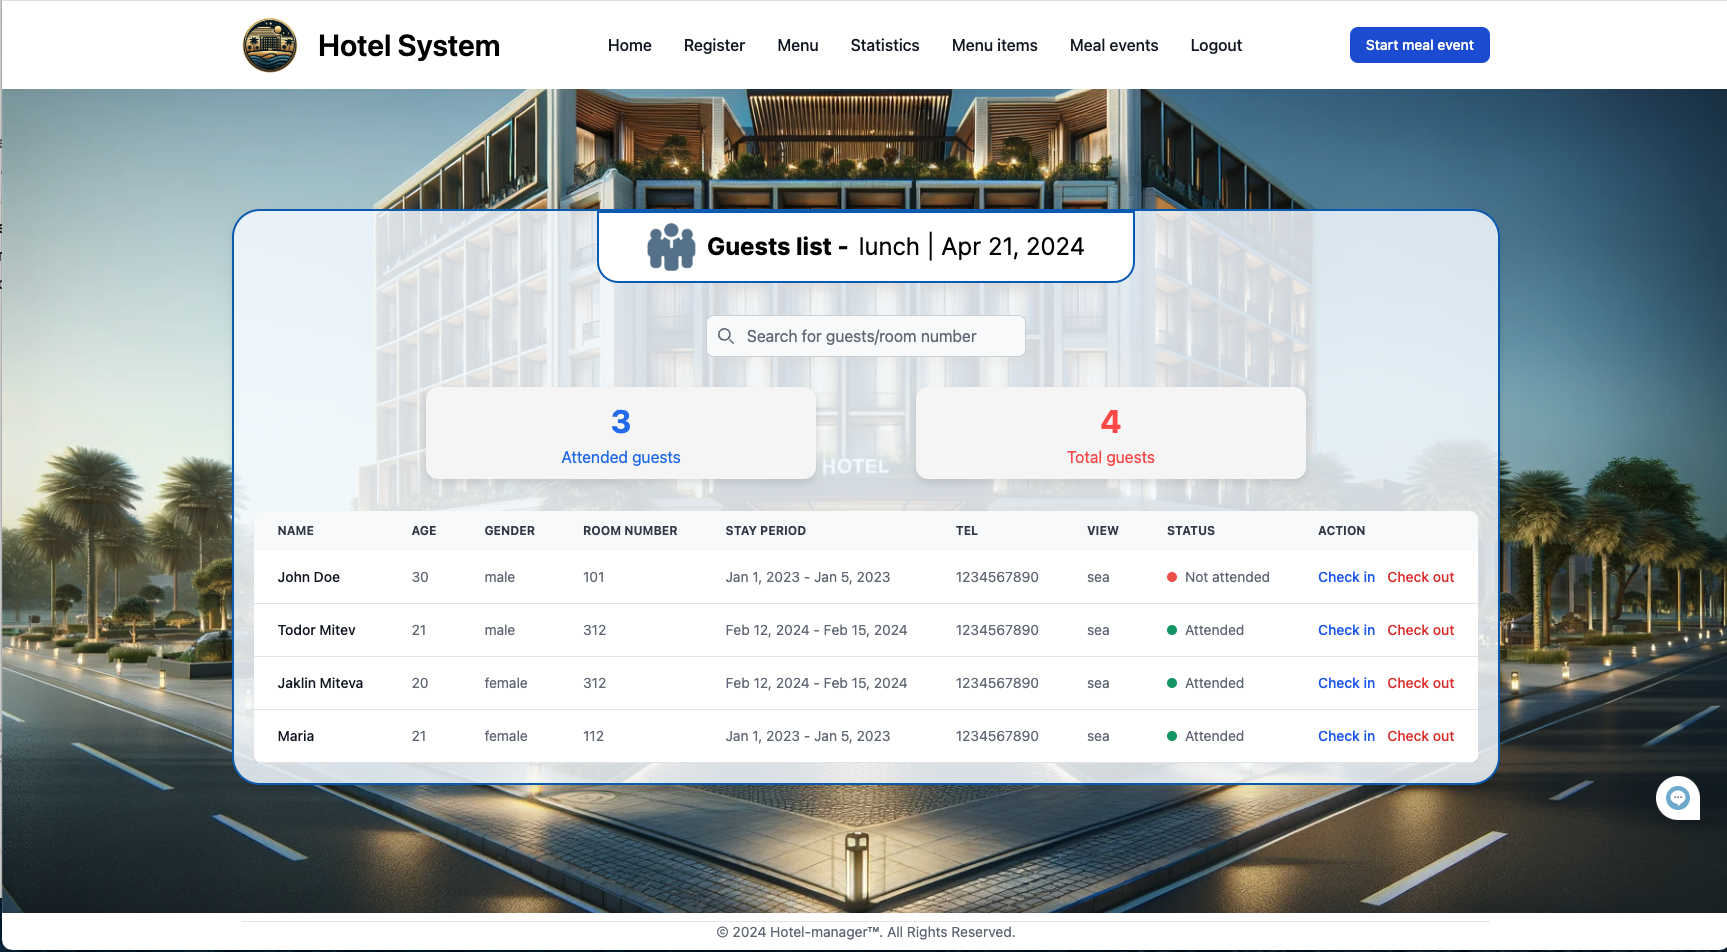 Hotel System
Home Register Menu Statistics Menu items Meal events Logout
Start meal event
Guests list - lunch | Apr 21, 2024
Search for guests/room number
3
Attended guests
4
Total guests
HOTEL
NAME AGE GENDER ROOM NUMBER STAY PERIOD TEL VIEW STATUS ACTION
John Doe 30 male 101 Jan 1, 2023 - Jan 5, 2023 1234567890 sea Not attended Check in Check out
Todor Mitev 21 male 312 Feb 12, 2024 - Feb 15, 2024 1234567890 sea Attended Check in Check out
Jaklin Miteva 20 female 312 Feb 12, 2024 - Feb 15, 2024 1234567890 sea Attended Check in Check out
Maria 21 female 112 Jan 1, 2023 - Jan 5, 2023 1234567890 sea Attended Check in Check out
© 2024 Hotel-manager™. All Rights Reserved.